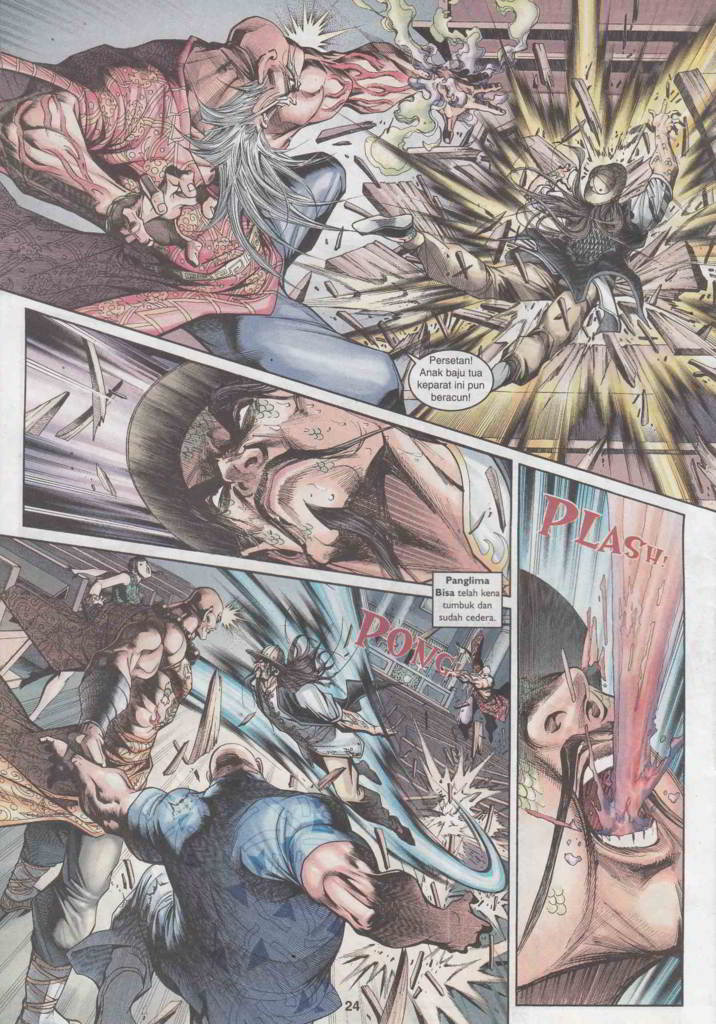 Persetan!
Anak baju tua
keparat ini pun
beracun!
Panglima
Bisa telah kena
tumbuk dan
sudah cedera.
PLASH!
PONG
24